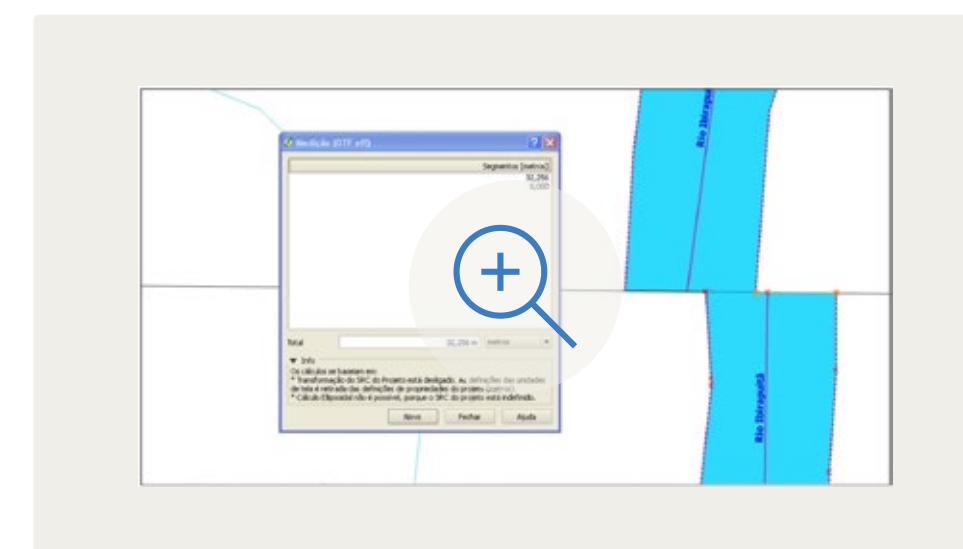 Medição (OTF off)
Segmentos [metros]
32,256
0,000
Total
32,256 m
metros
Info
Os cálculos se baseiam em:
* Transformação do SRC do Projeto está desligado. As definições das unidades
de tela é retirada das definições de propriedades do projeto (metros).
* Cálculo Elipsoidal não é possível, porque o SRC do projeto está indefinido.
Novo
Fechar
Ajuda
Rio Ibirapu
Rio Ibirapuitã